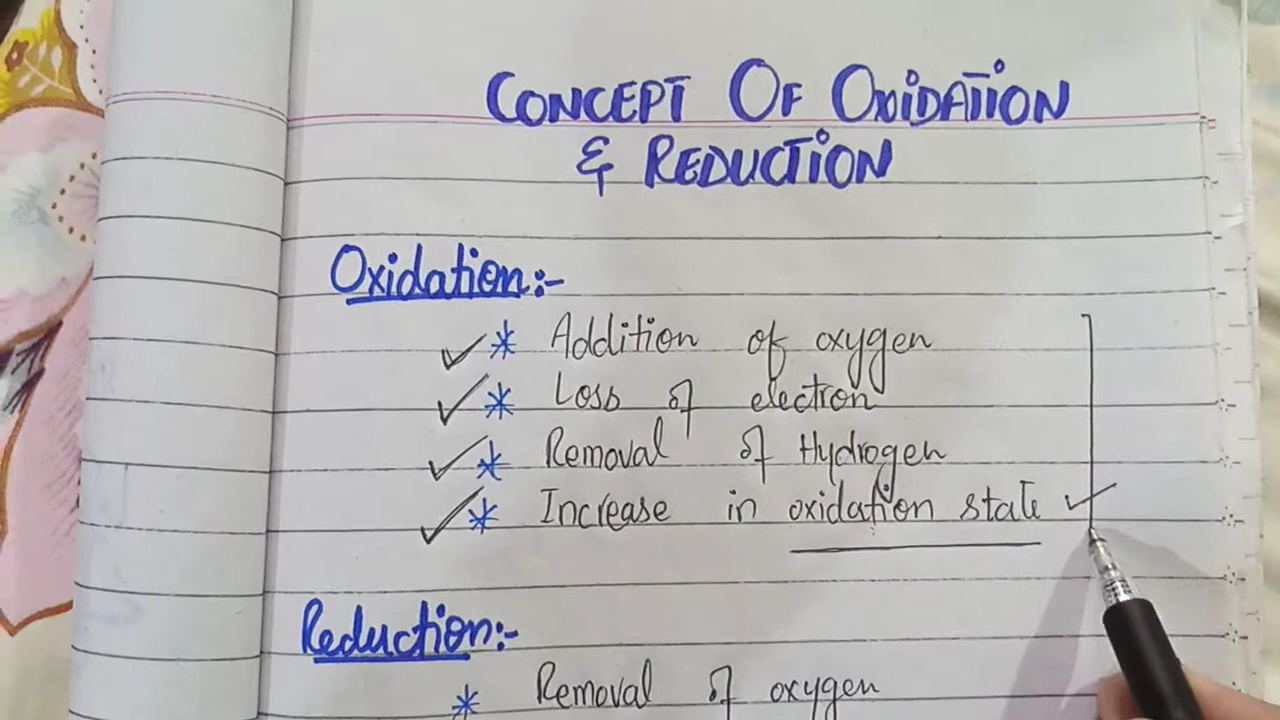 CONCEPT OF OXIDATION
& REDUCTION
Oxidation:-
✓ * Addition of oxygen
✓ * Loss of electron
✓ * Removal of Hydrogen
✓ * Increase in oxidation state ✓
Reduction:-
* Removal of oxygen